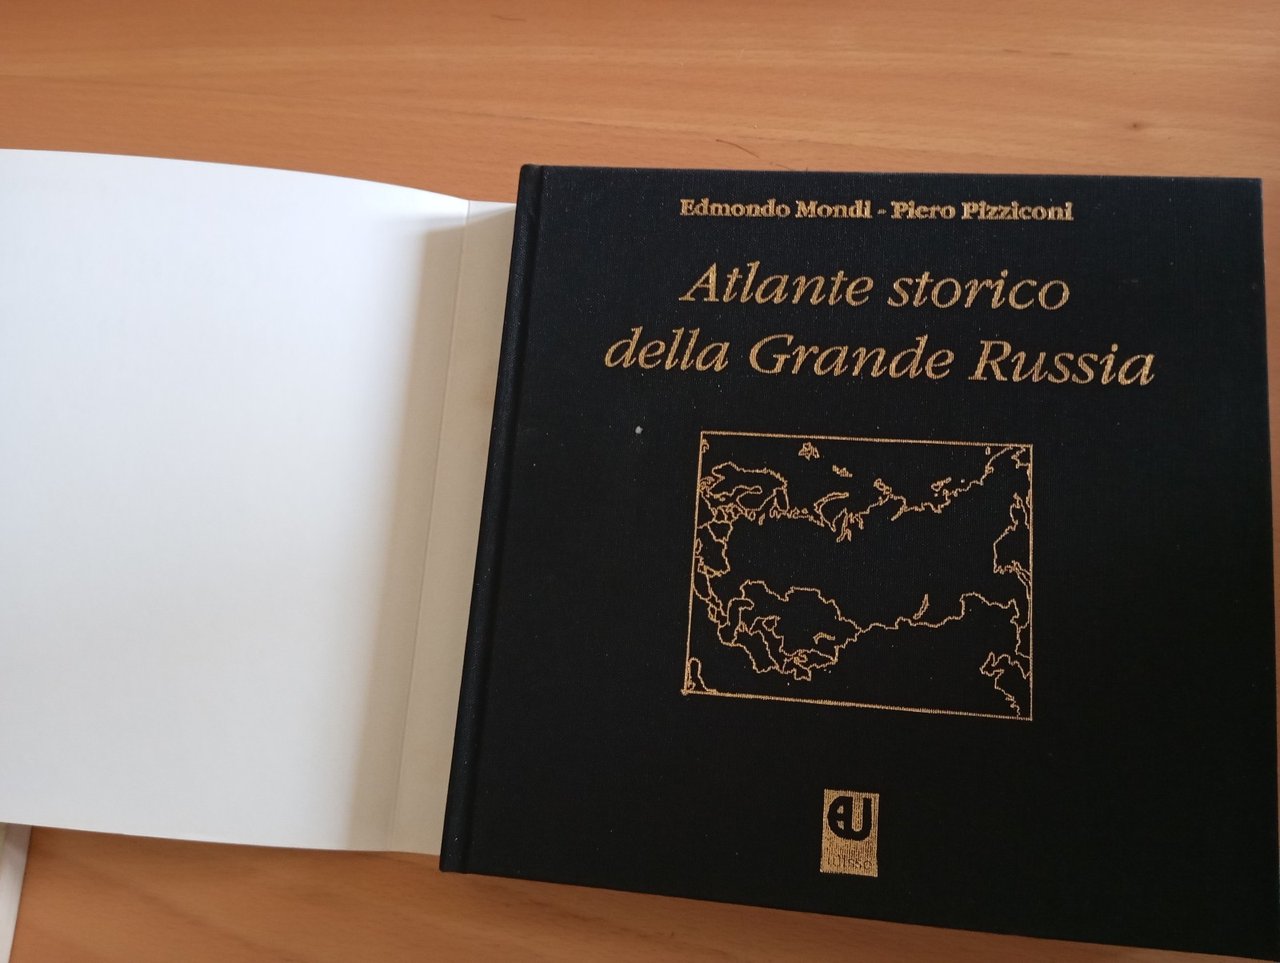 Edmondo Mondi - Piero Pizziconi
Atlante storico
della Grande Russia